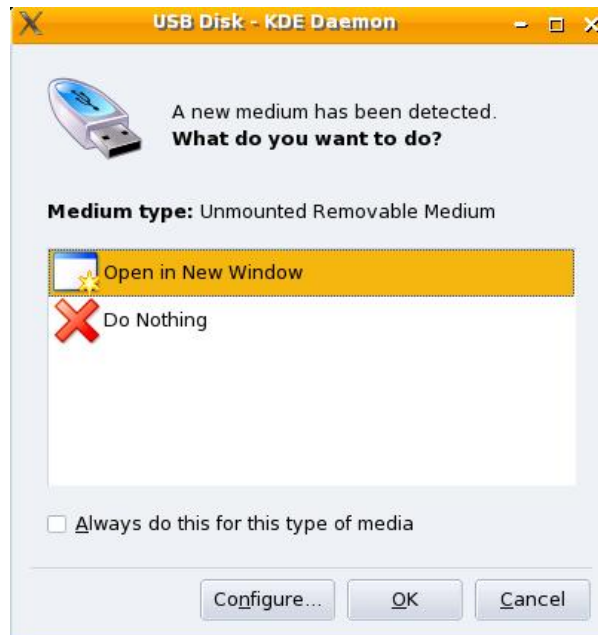 USB Disk - KDE Daemon
A new medium has been detected.
What do you want to do?
Medium type: Unmounted Removable Medium
Open in New Window
Do Nothing
Always do this for this type of media
Configure... OK Cancel